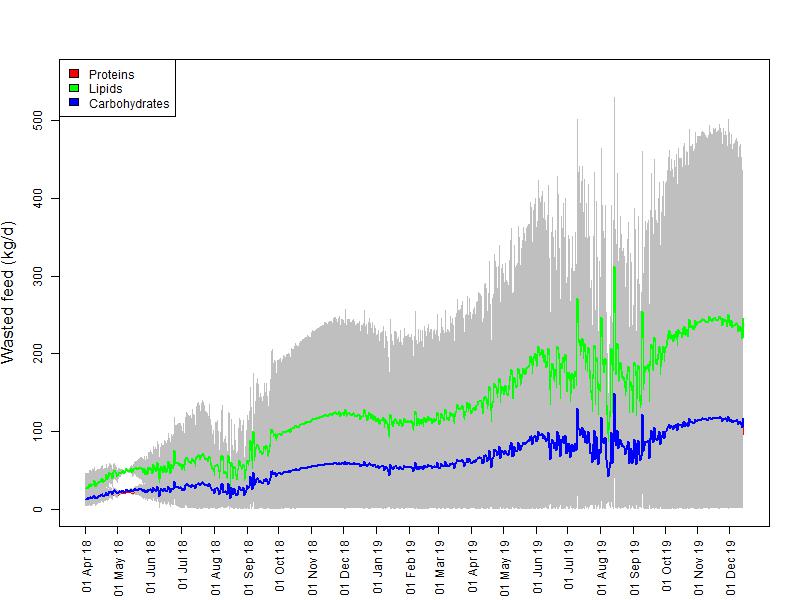 Proteins
Lipids
Carbohydrates
Wasted feed (kg/d)
500
400
300
200
100
0
01 Apr 18
01 May 18
01 Jun 18
01 Jul 18
01 Aug 18
01 Sep 18
01 Oct 18
01 Nov 18
01 Dec 18
01 Jan 19
01 Feb 19
01 Mar 19
01 Apr 19
01 May 19
01 Jun 19
01 Jul 19
01 Aug 19
01 Sep 19
01 Oct 19
01 Nov 19
01 Dec 19